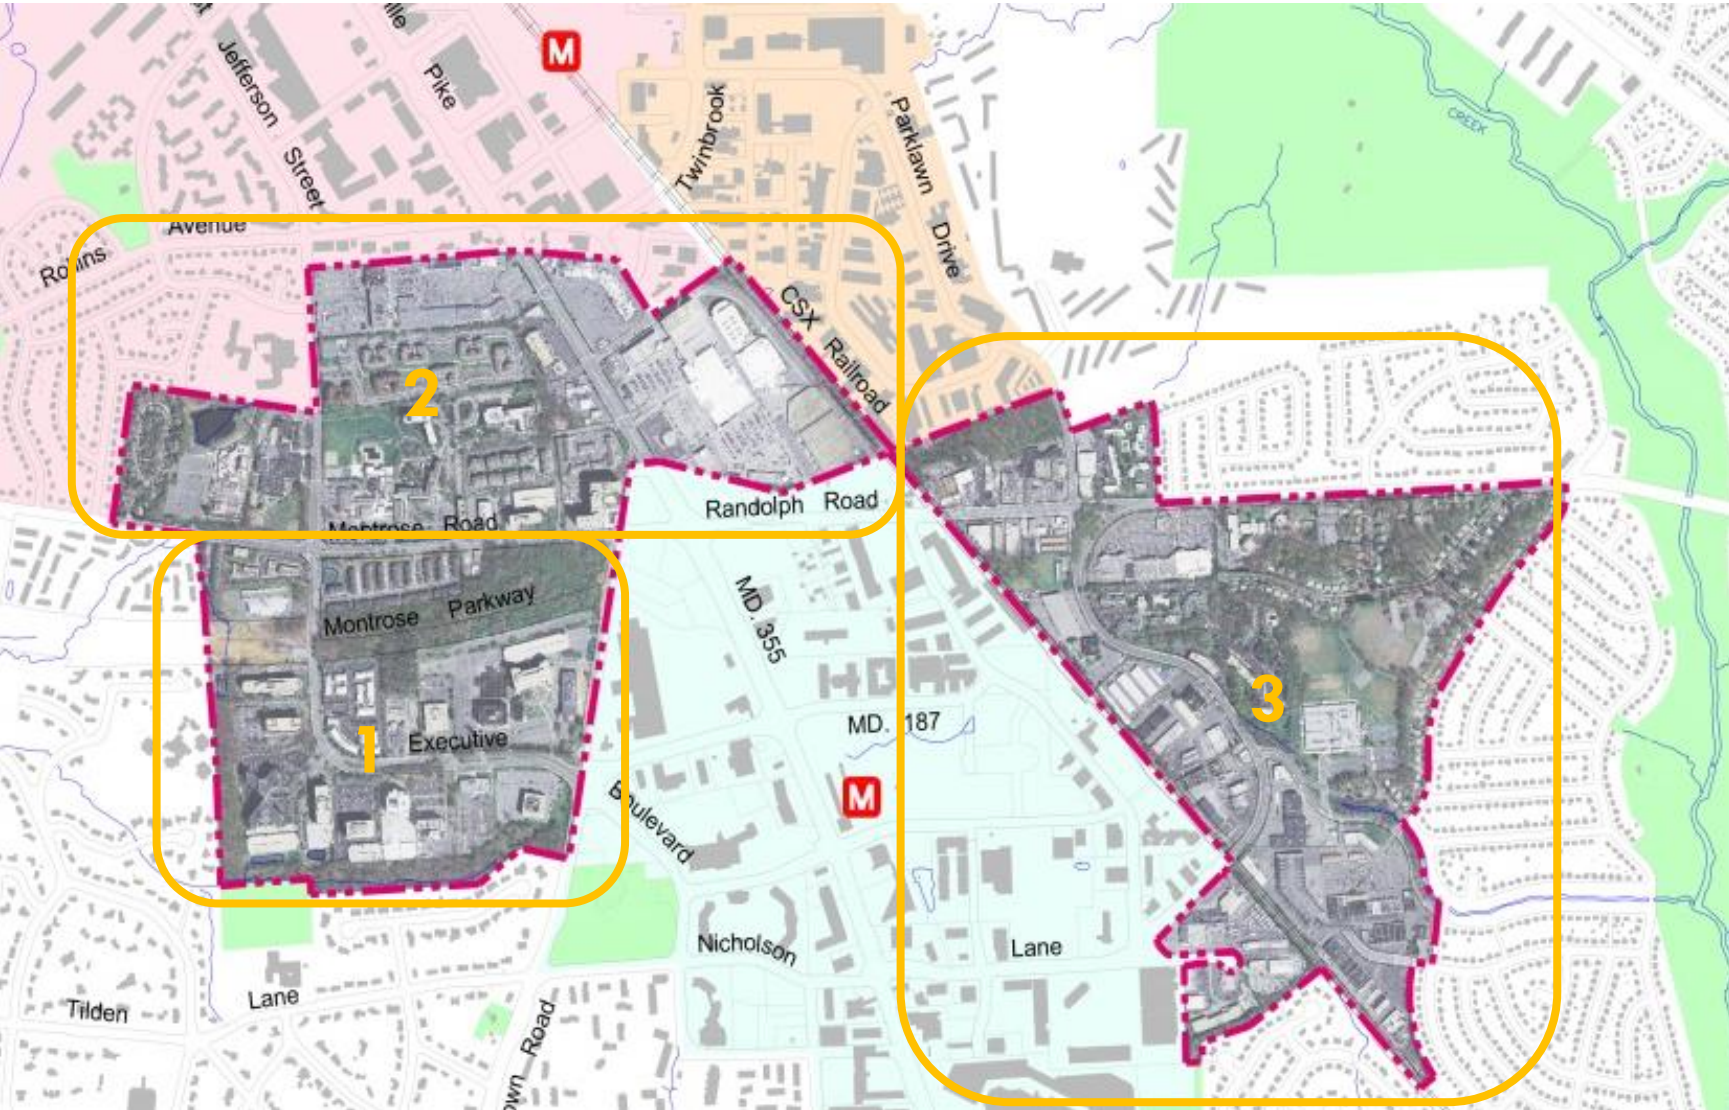 Jefferson
Street
Pike
M
Twinbrook
Parklawn
Drive
CREEK
Avenue
Rollins
CSX
Railroad
2
Randolph Road
Montrose Road
Montrose Parkway
MD. 355
3
MD. 187
1
Executive
Boulevard
M
Nicholson
Lane
Tilden
Lane
Road